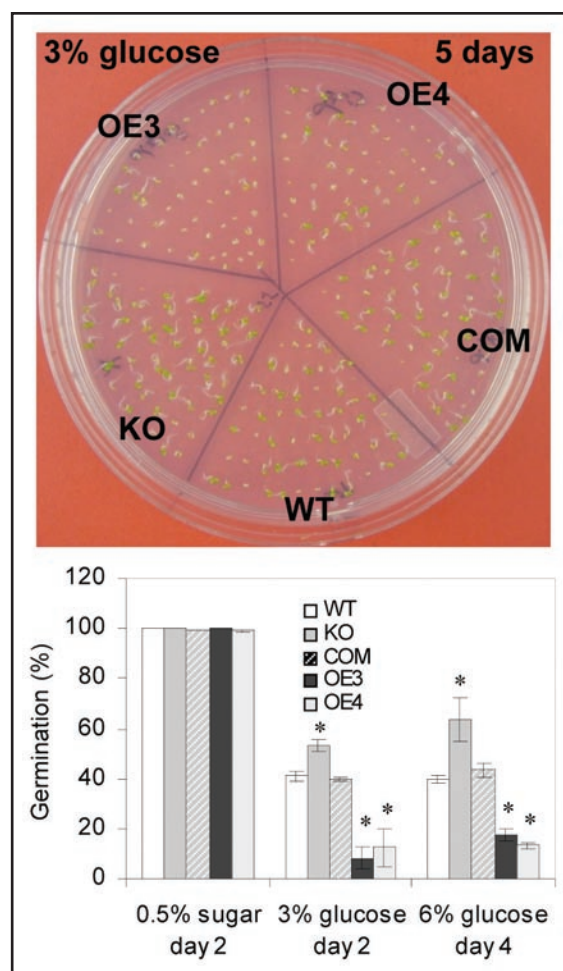 3% glucose 5 days
OE3 OE4
COM
KO
WT
120
100
80
60
40
20
0
Germination (%)
WT
KO
COM
OE3
OE4
* * * * * *
0.5% sugar 3% glucose 6% glucose
day 2 day 2 day 4